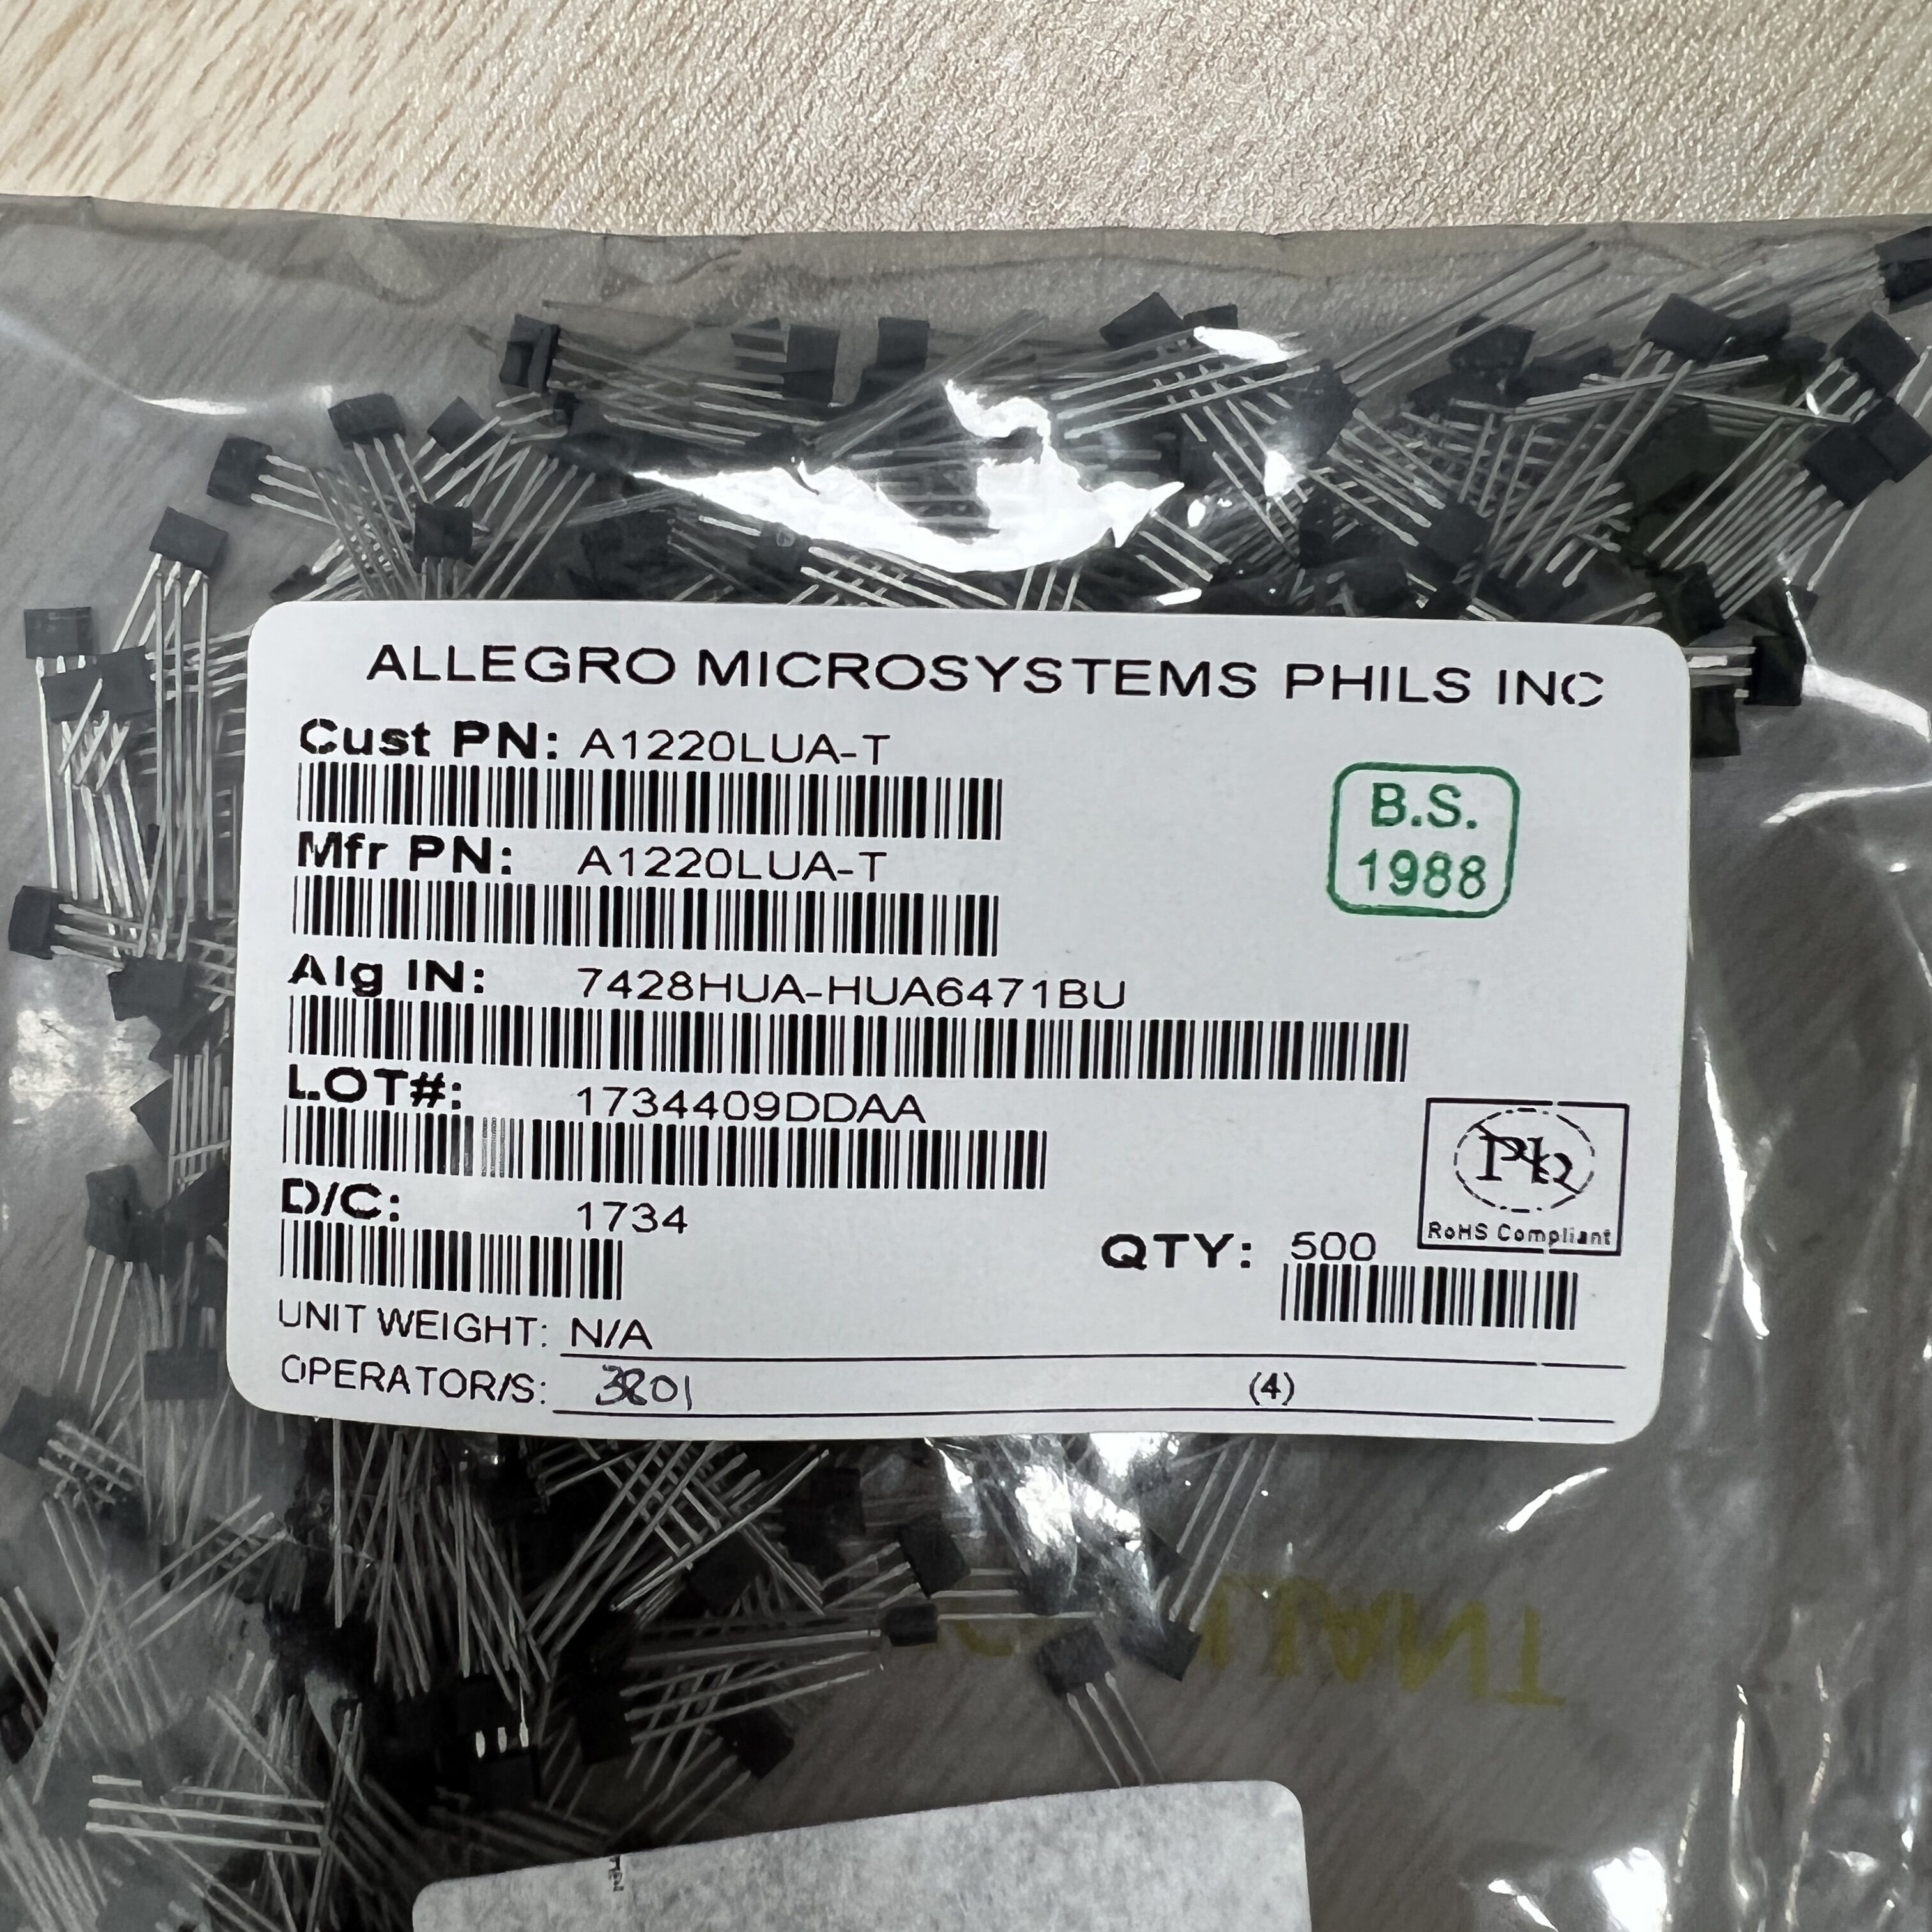 ALLEGRO MICROSYSTEMS PHILS INC
Cust PN: A1220LUA-T
B.S.
1988
Mfr PN: A1220LUA-T
Alg IN: 7428HUA-HUA6471BU
LOT#: 1734409DDAA
Pb
RoHS Compliant
D/C: 1734
QTY: 500
UNIT WEIGHT: N/A
OPERATOR/S: 3801 (4)